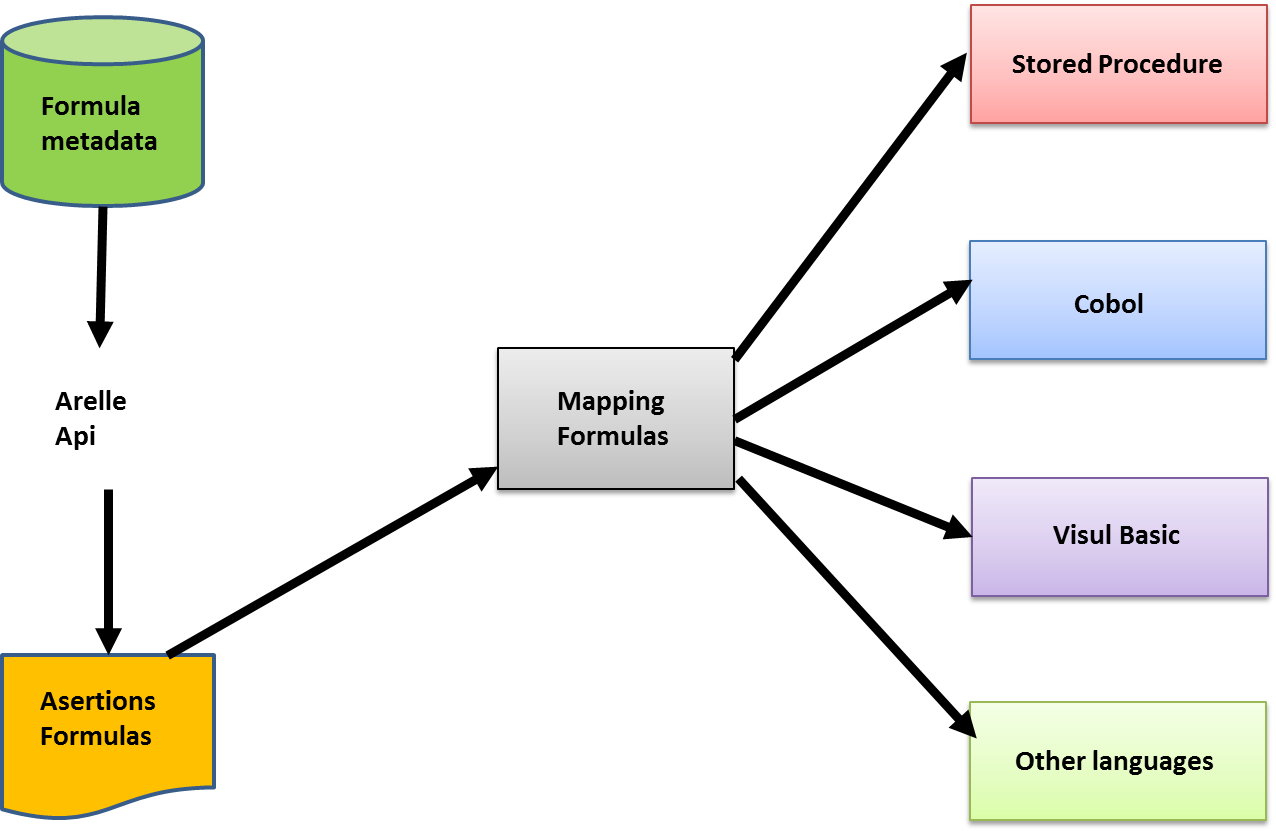 Formula
metadata
Arelle
Api
Asertions
Formulas
Mapping
Formulas
Stored Procedure
Cobol
Visul Basic
Other languages